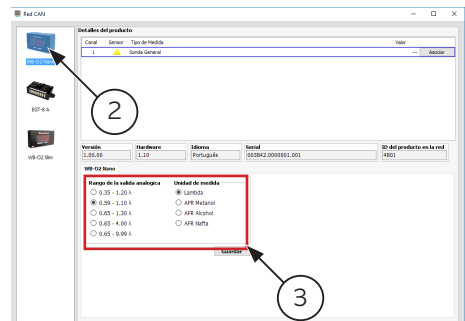 Red CAN
Detalles del producto
Canal Sensor Tipo de Medida Valor
1 Sonda General --- Asociar
WB-O2 Nano
EGT-8 A
WB-O2 Slim
2
Versión Hardware Idioma Serial ID del producto en la red
1.06.00 1.10 Português 003842.0000001.001 4801
WB-O2 Nano
Rango de la salida analogica Unidad de medida
0.35 - 1.20 λ Lambda
0.59 - 1.10 λ AFR Metanol
0.65 - 1.30 λ AFR Alcohol
0.65 - 4.00 λ AFR Nafta
0.65 - 9.99 λ
Guardar
3